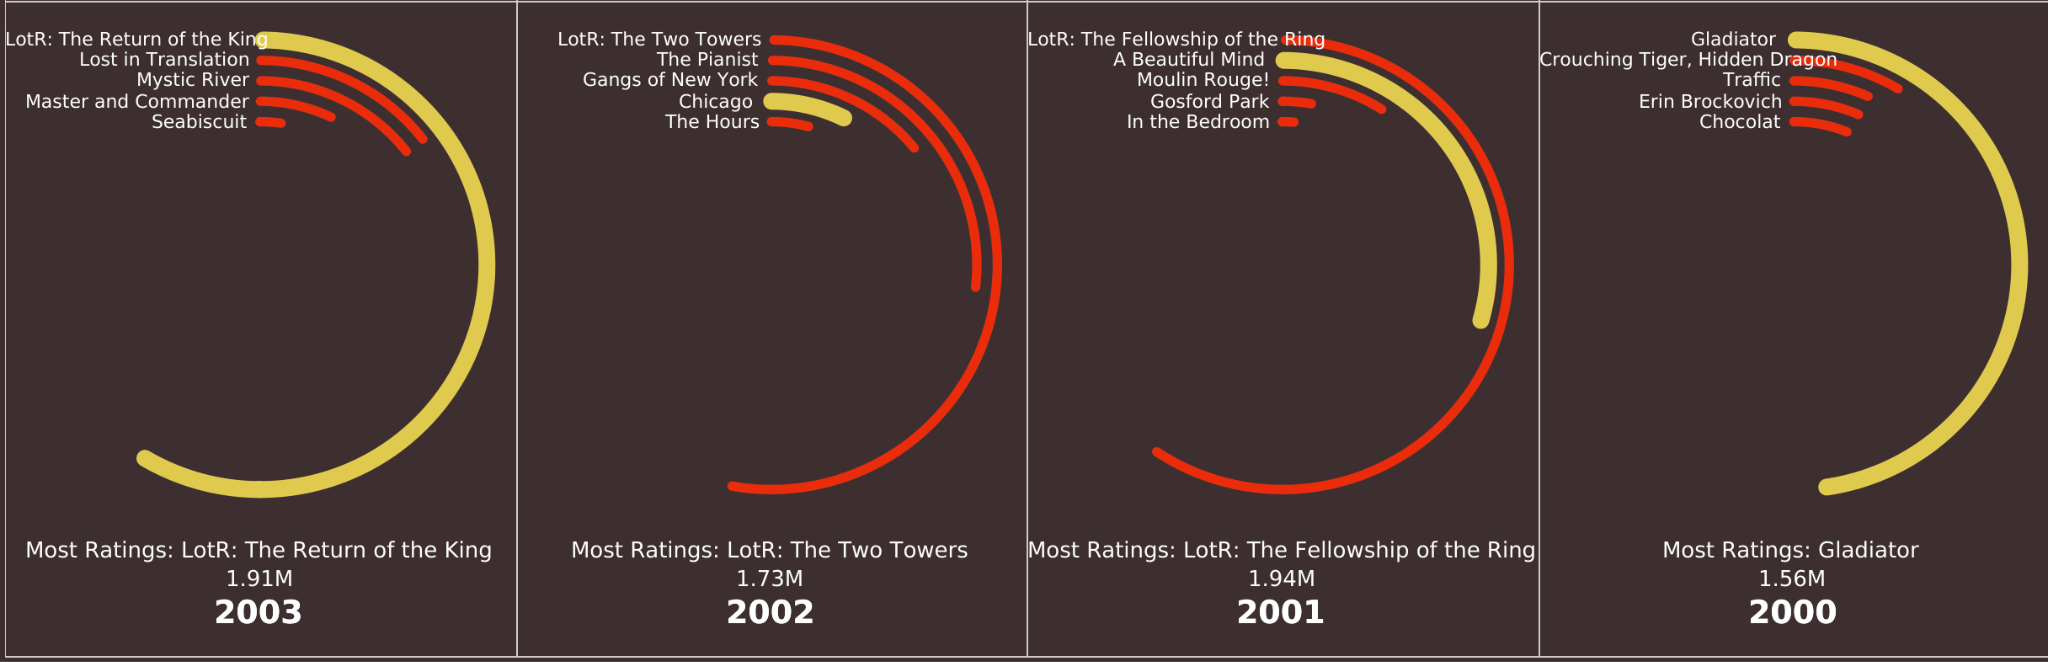 LotR: The Return of the King
Lost in Translation
Mystic River
Master and Commander
Seabiscuit
Most Ratings: LotR: The Return of the King
1.91M
2003
LotR: The Two Towers
The Pianist
Gangs of New York
Chicago
The Hours
Most Ratings: LotR: The Two Towers
1.73M
2002
LotR: The Fellowship of the Ring
A Beautiful Mind
Moulin Rouge!
Gosford Park
In the Bedroom
Most Ratings: LotR: The Fellowship of the Ring
1.94M
2001
Gladiator
Crouching Tiger, Hidden Dragon
Traffic
Erin Brockovich
Chocolat
Most Ratings: Gladiator
1.56M
2000